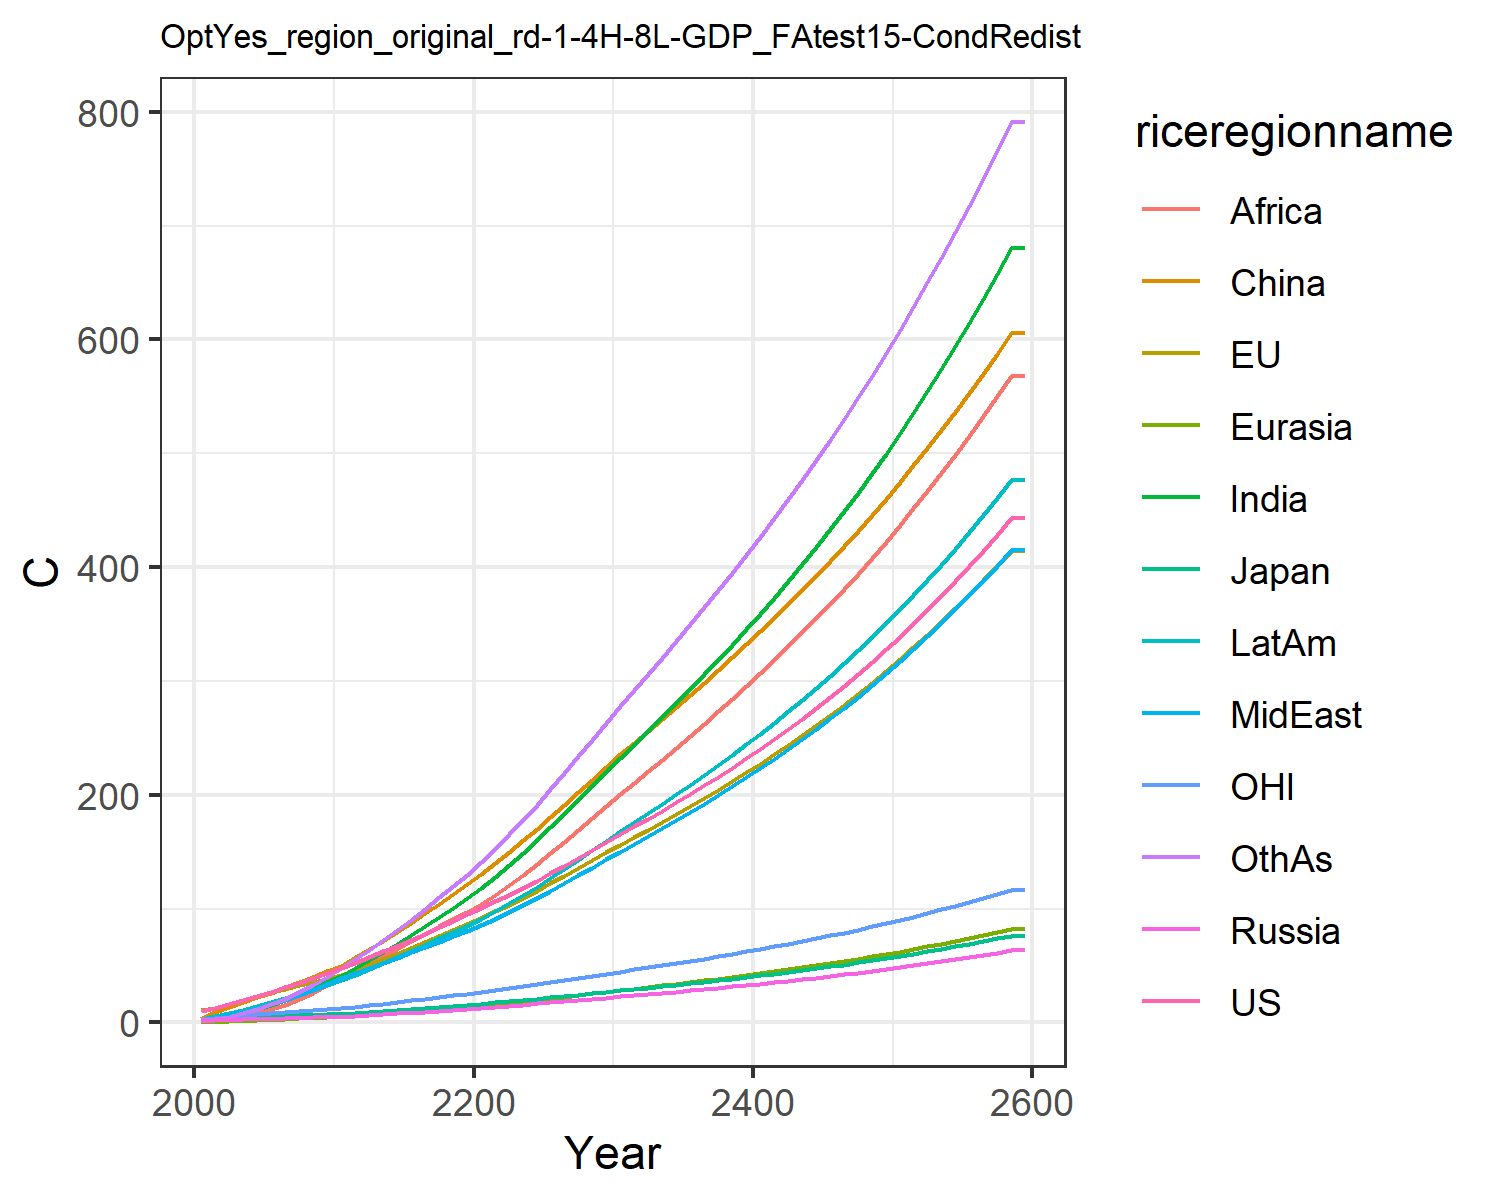 OptYes_region_original_rd-1-4H-8L-GDP_FAtest15-CondRedist
800
600
400
200
0
C
2000 2200 2400 2600
Year
riceregionname
Africa
China
EU
Eurasia
India
Japan
LatAm
MidEast
OHI
OthAs
Russia
US